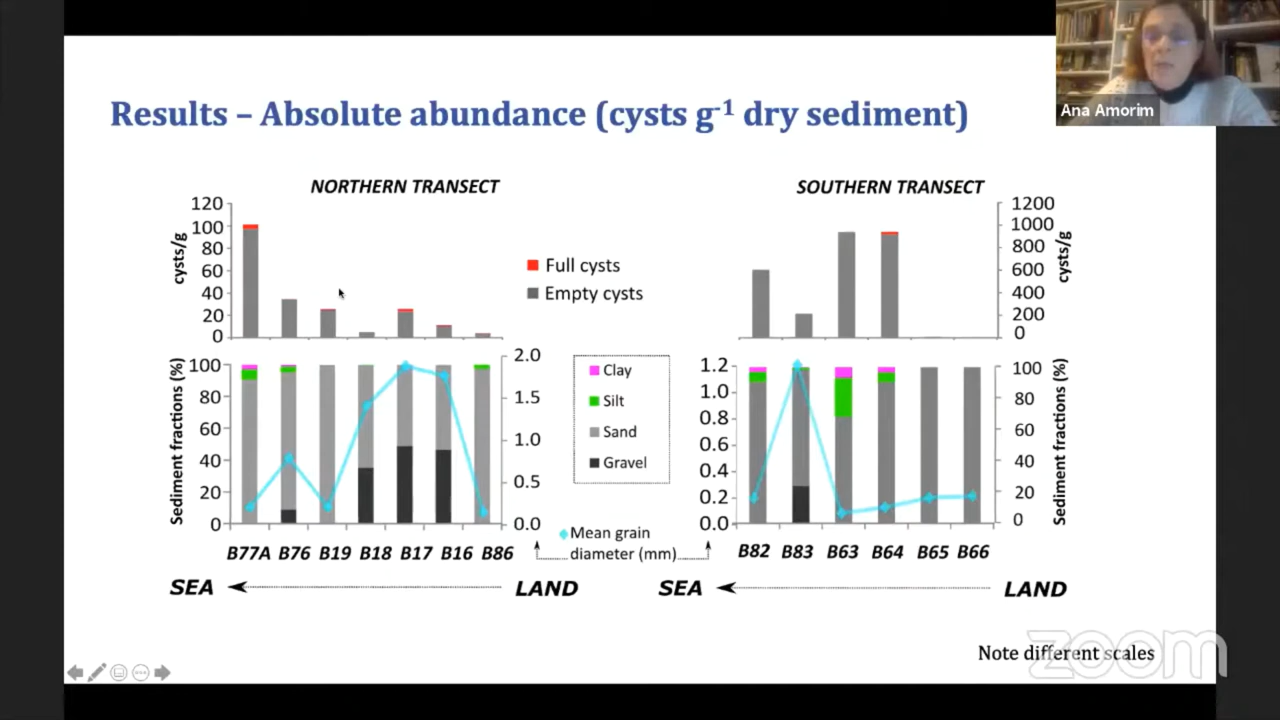 Ana Amorim
Results – Absolute abundance (cysts g-1 dry sediment)
NORTHERN TRANSECT
SOUTHERN TRANSECT
120
100
80
60
40
20
0
cysts/g
Full cysts
Empty cysts
1200
1000
800
600
400
200
0
cysts/g
100
80
60
40
20
0
Sediment fractions (%)
2.0
1.5
1.0
0.5
0.0
Clay
Silt
Sand
Gravel
Mean grain
diameter (mm)
1.2
1.0
0.8
0.6
0.4
0.2
0.0
100
80
60
40
20
0
Sediment fractions (%)
B77A B76 B19 B18 B17 B16 B86
B82 B83 B63 B64 B65 B66
SEA LAND
SEA LAND
Note different scales
zoom